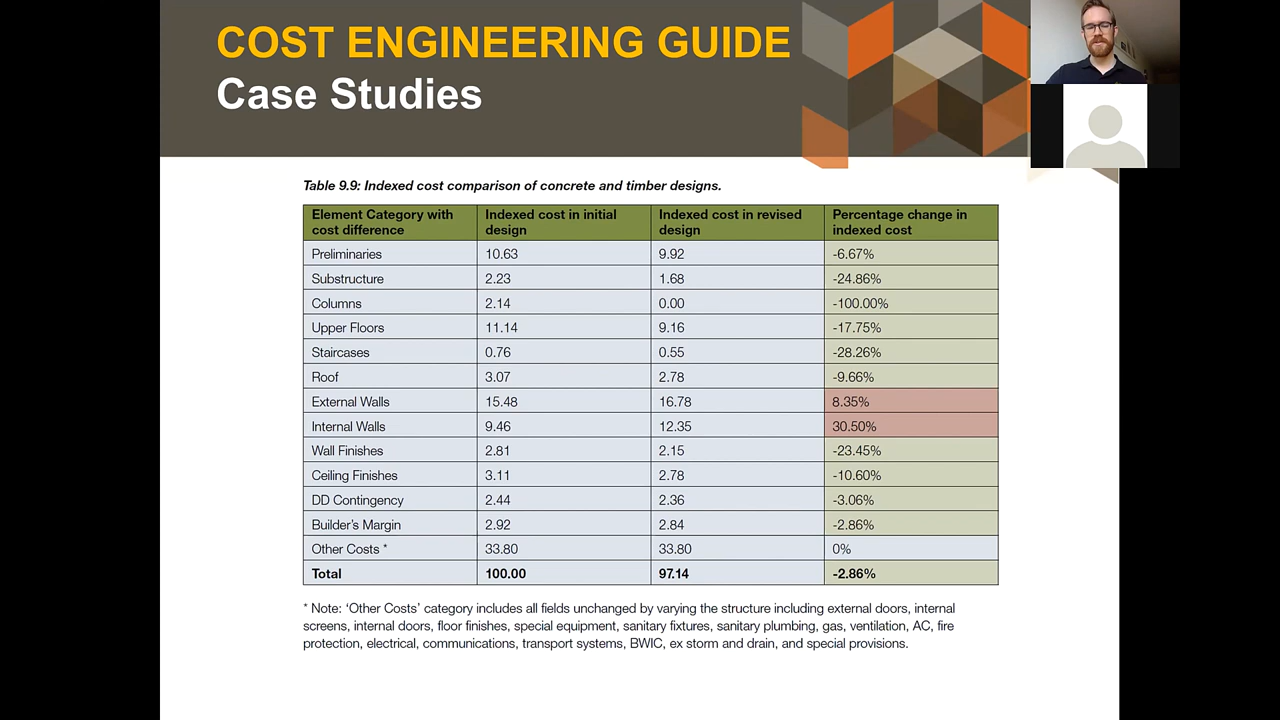 COST ENGINEERING GUIDE
Case Studies
Table 9.9: Indexed cost comparison of concrete and timber designs.
Element Category with cost difference Indexed cost in initial design Indexed cost in revised design Percentage change in indexed cost
Preliminaries 10.63 9.92 -6.67%
Substructure 2.23 1.68 -24.86%
Columns 2.14 0.00 -100.00%
Upper Floors 11.14 9.16 -17.75%
Staircases 0.76 0.55 -28.26%
Roof 3.07 2.78 -9.66%
External Walls 15.48 16.78 8.35%
Internal Walls 9.46 12.35 30.50%
Wall Finishes 2.81 2.15 -23.45%
Ceiling Finishes 3.11 2.78 -10.60%
DD Contingency 2.44 2.36 -3.06%
Builder's Margin 2.92 2.84 -2.86%
Other Costs * 33.80 33.80 0%
Total 100.00 97.14 -2.86%
* Note: 'Other Costs' category includes all fields unchanged by varying the structure including external doors, internal
screens, internal doors, floor finishes, special equipment, sanitary fixtures, sanitary plumbing, gas, ventilation, AC, fire
protection, electrical, communications, transport systems, BWIC, ex storm and drain, and special provisions.